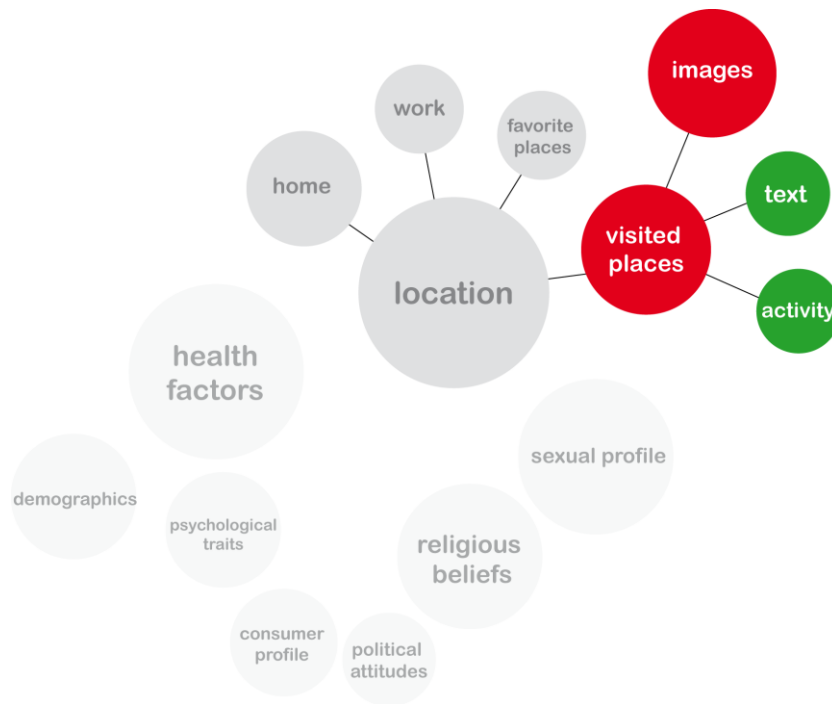 images
work
favorite
places
home
text
visited
places
location
activity
health
factors
sexual profile
demographics
psychological
traits
religious
beliefs
consumer
profile
political
attitudes